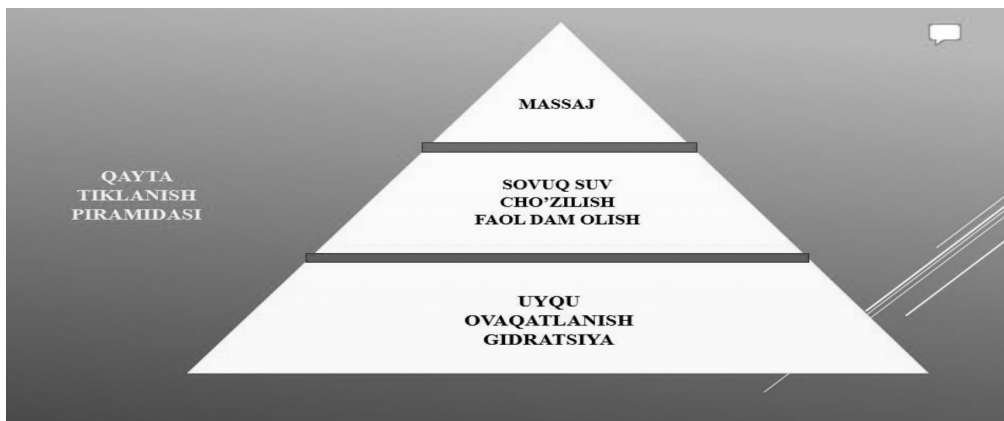 MASSAJ
QAYTA
TIKLANISH
PIRAMIDASI
SOVUQ SUV
CHO’ZILISH
FAOL DAM OLISH
UYQU
OVAQATLANISH
GIDRATSIYA